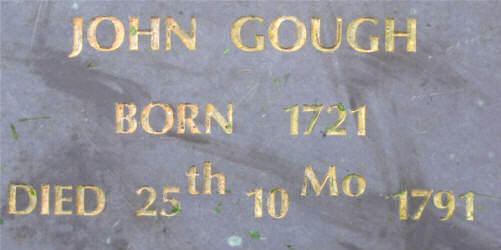 JOHN GOUGH
BORN 1721
DIED 25th 10 Mo 1791